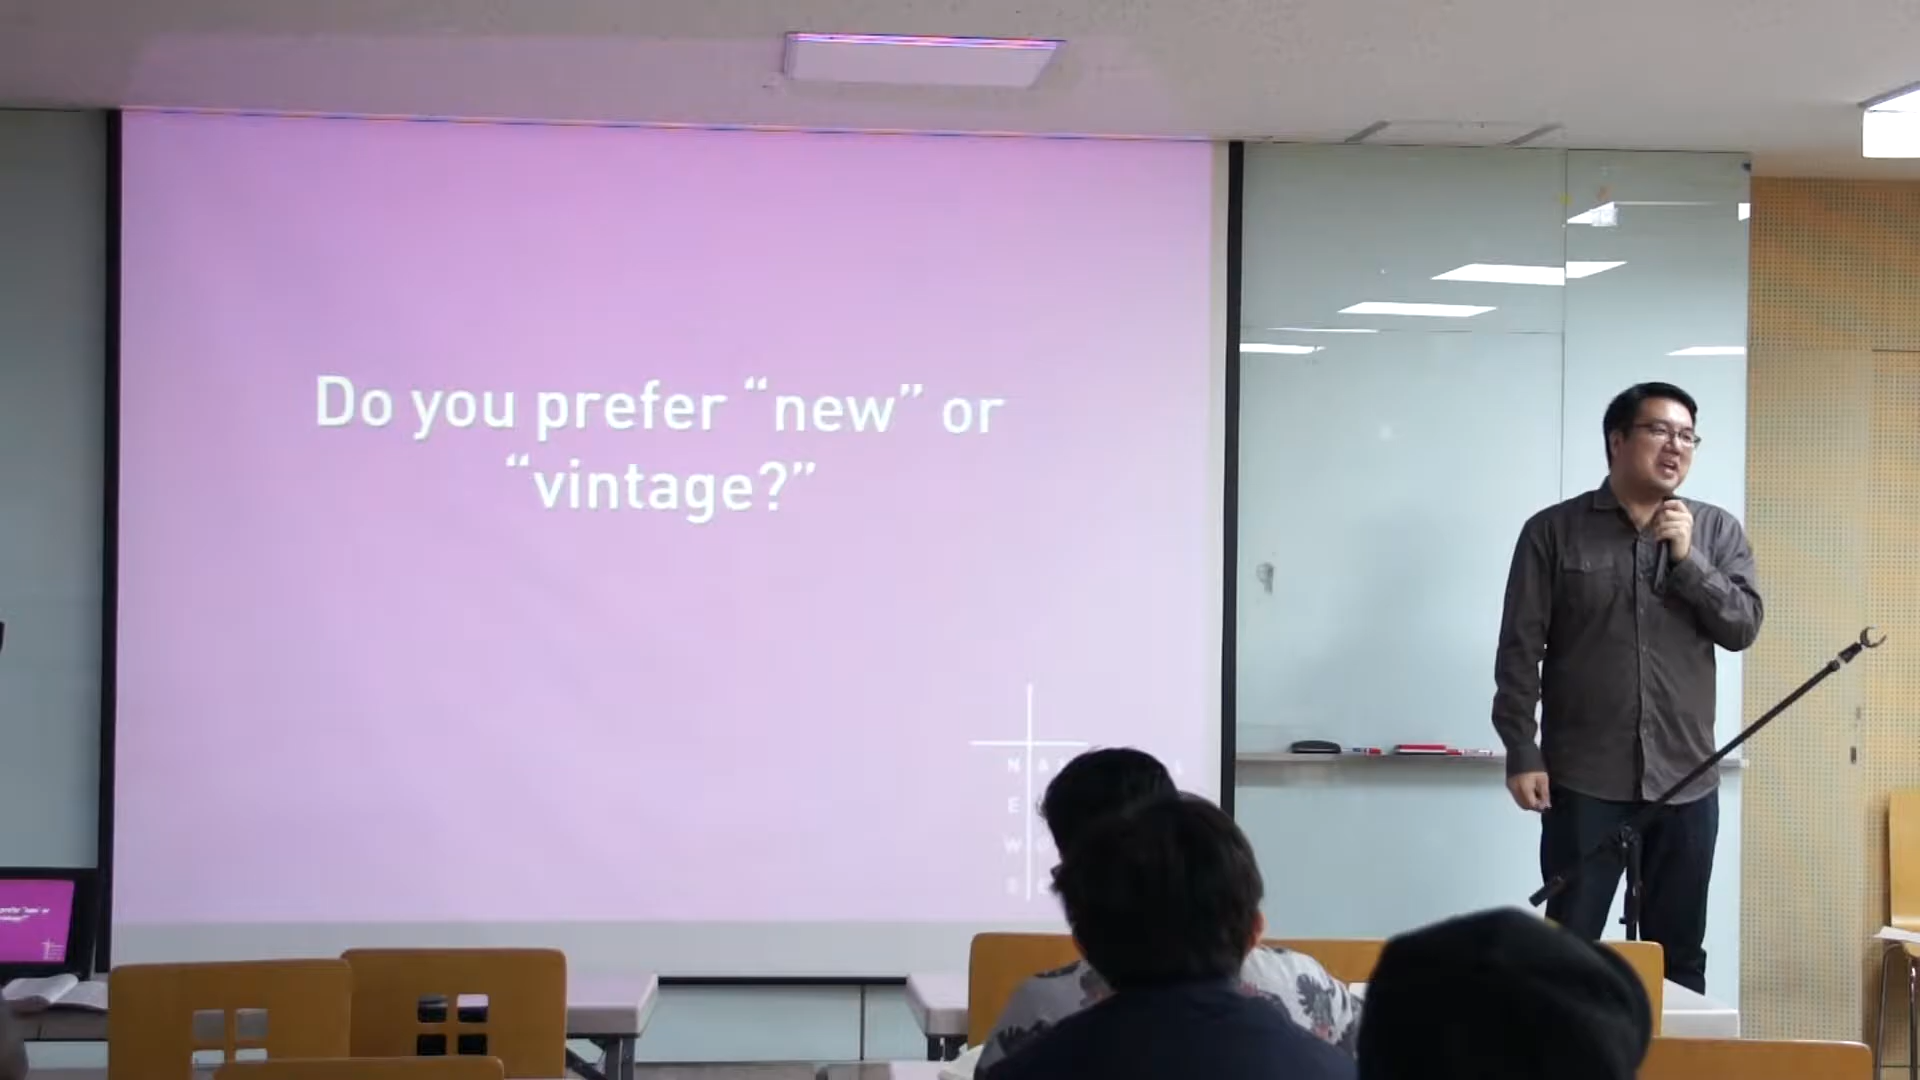 Do you prefer “new” or
“vintage?”